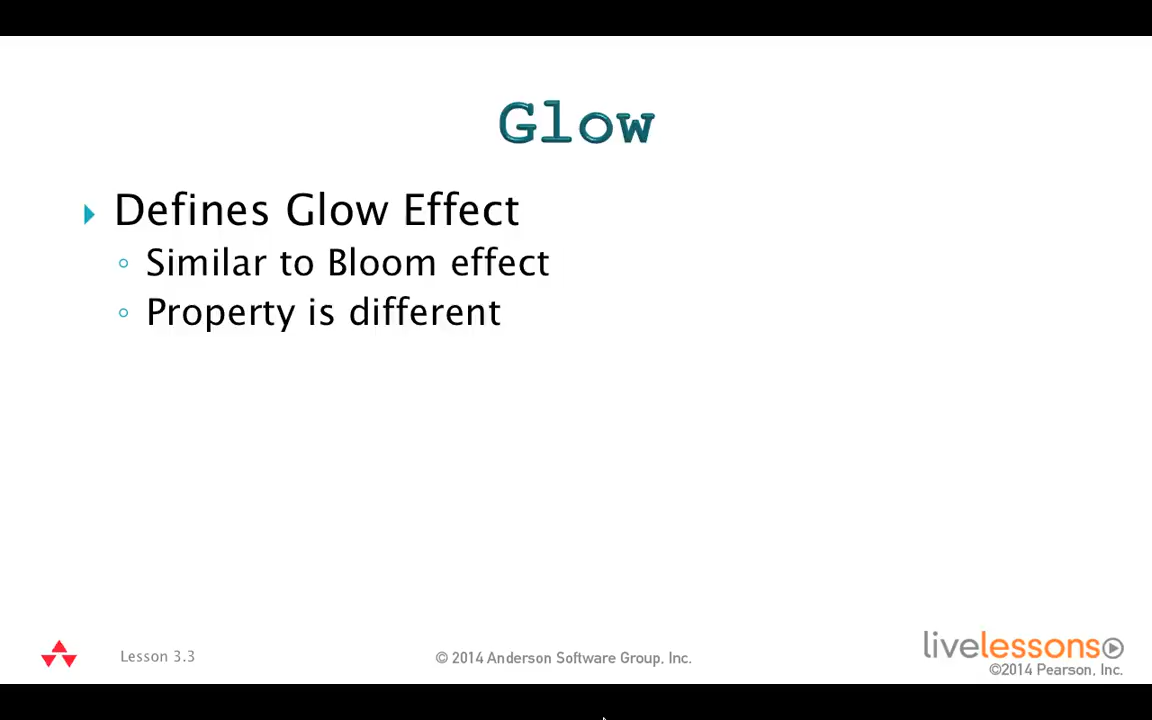 Glow
Defines Glow Effect
Similar to Bloom effect
Property is different
Lesson 3.3
© 2014 Anderson Software Group, Inc.
livelessons
©2014 Pearson, Inc.